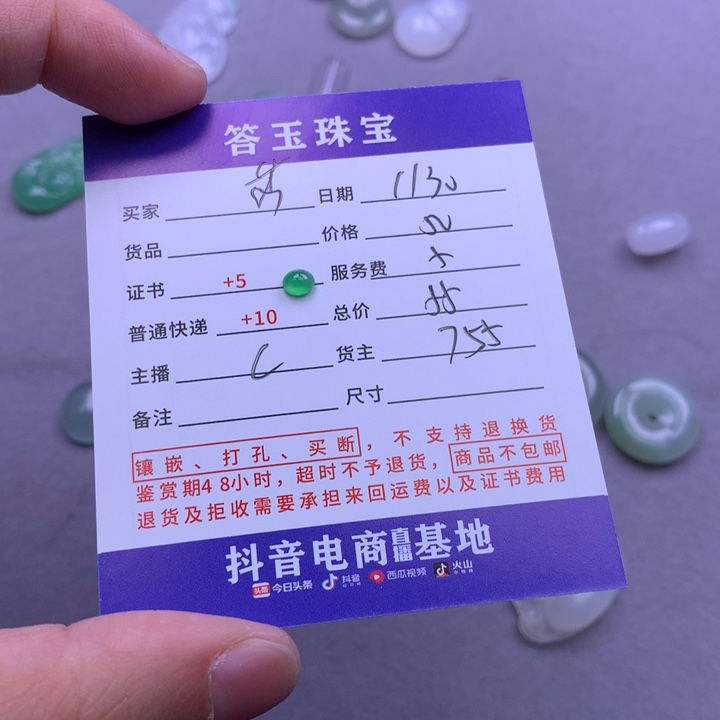 答玉珠宝
买家 日期 1130
货品 价格 50
证书 +5 服务费 5
普通快递 +10 总价 55
主播 C 货主 755
备注 尺寸
镶嵌、打孔、买断，不支持退换货
鉴赏期48小时，超时不予退货，商品不包邮
退货及拒收需要承担来回运费以及证书费用
抖音电商直播基地
头条 今日头条 抖音 西瓜视频 火山